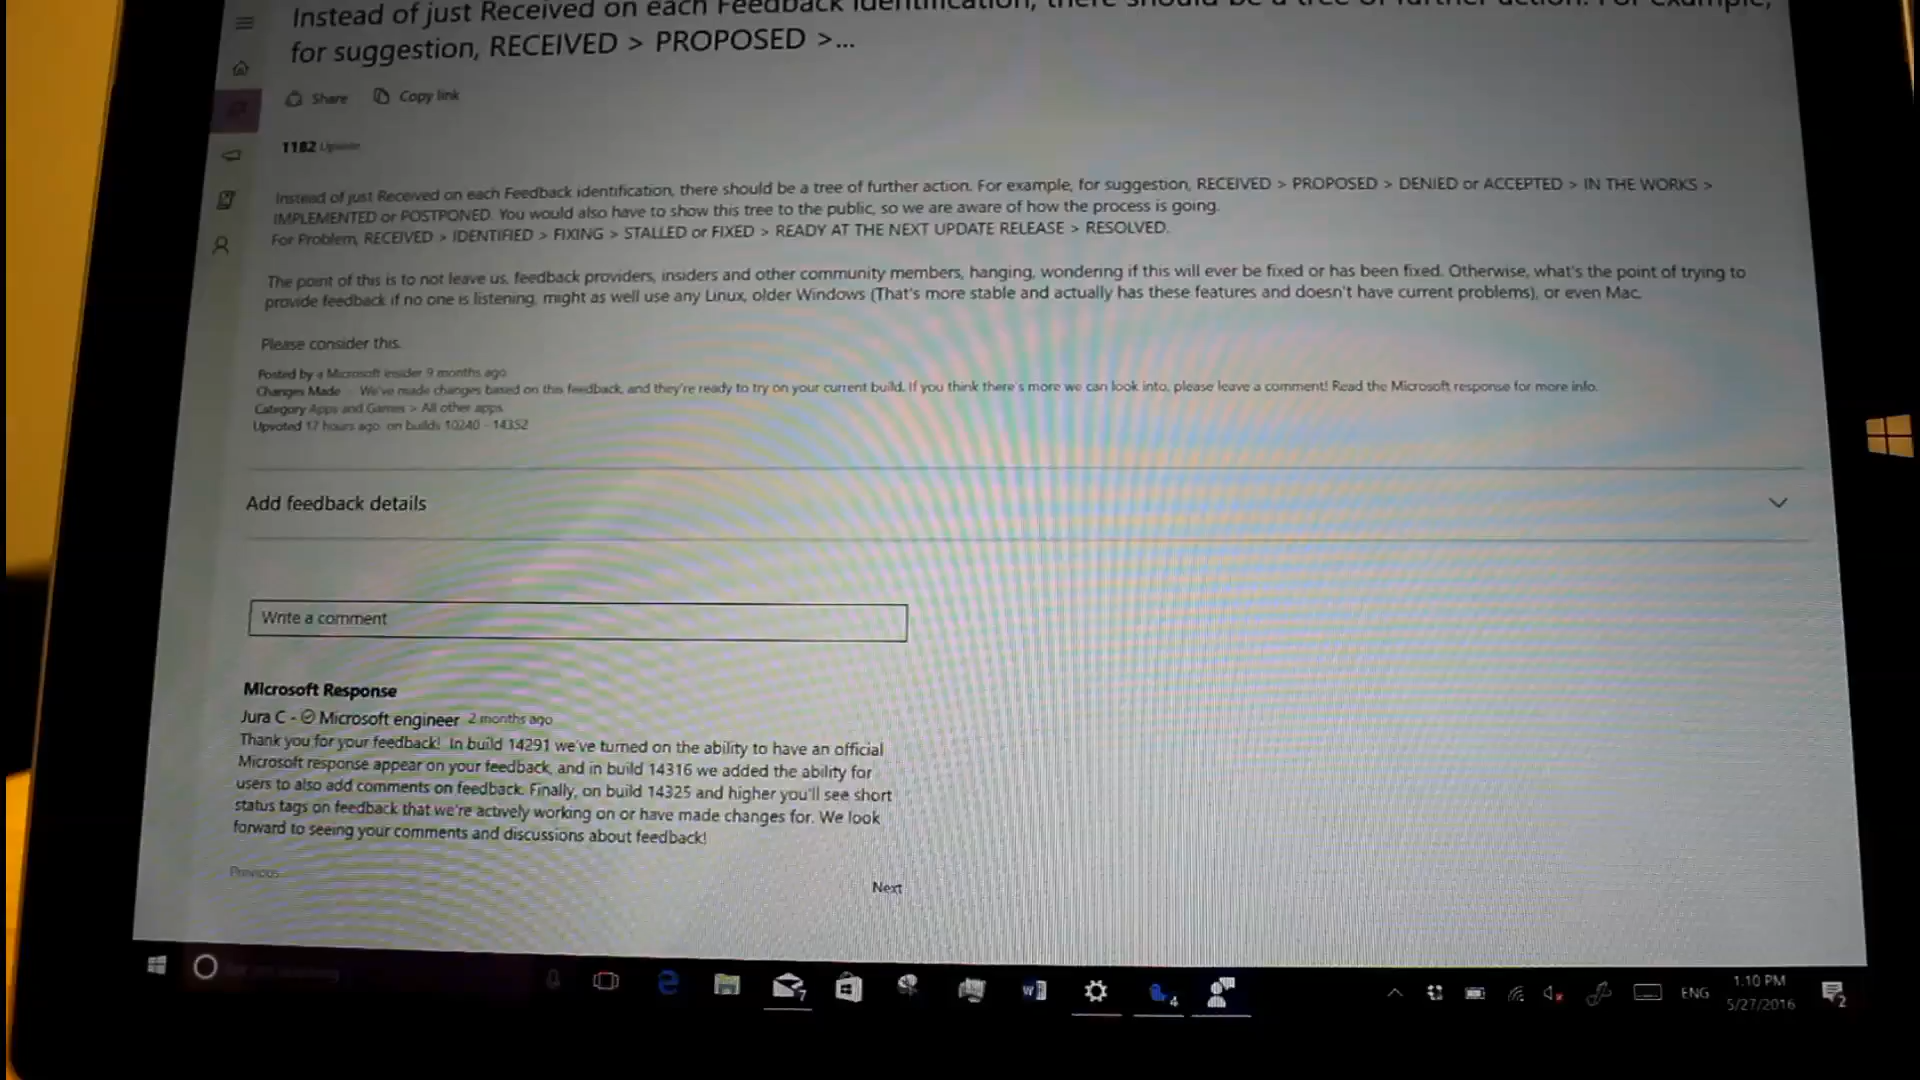 Instead of just Received on each Feedback identification, there should be a tree of further action. For example,
for suggestion, RECEIVED > PROPOSED >...
Share Copy link
1182 Upvote
Instead of just Received on each Feedback identification, there should be a tree of further action. For example, for suggestion, RECEIVED > PROPOSED > DENIED or ACCEPTED > IN THE WORKS >
IMPLEMENTED or POSTPONED. You would also have to show this tree to the public, so we are aware of how the process is going.
For Problem, RECEIVED > IDENTIFIED > FIXING > STALLED or FIXED > READY AT THE NEXT UPDATE RELEASE > RESOLVED.
The point of this is to not leave us, feedback providers, insiders and other community members, hanging, wondering if this will ever be fixed or has been fixed. Otherwise, what's the point of trying to
provide feedback if no one is listening, might as well use any Linux, older Windows (That's more stable and actually has these features and doesn't have current problems), or even Mac.
Please consider this.
Posted by a Microsoft Insider 9 months ago
Changes Made - We've made changes based on this feedback, and they're ready to try on your current build. If you think there's more we can look into, please leave a comment! Read the Microsoft response for more info.
Category Apps and Games > All other apps
Upvoted 17 hours ago on builds 10240 - 14352
Add feedback details
Write a comment
Microsoft Response
Jura C - Microsoft engineer 2 months ago
Thank you for your feedback! In build 14291 we've turned on the ability to have an official
Microsoft response appear on your feedback, and in build 14316 we added the ability for
users to also add comments on feedback. Finally, on build 14325 and higher you'll see short
status tags on feedback that we're actively working on or have made changes for. We look
forward to seeing your comments and discussions about feedback!
Previous
Next
7
4
ENG
1:10 PM
5/27/2016
2